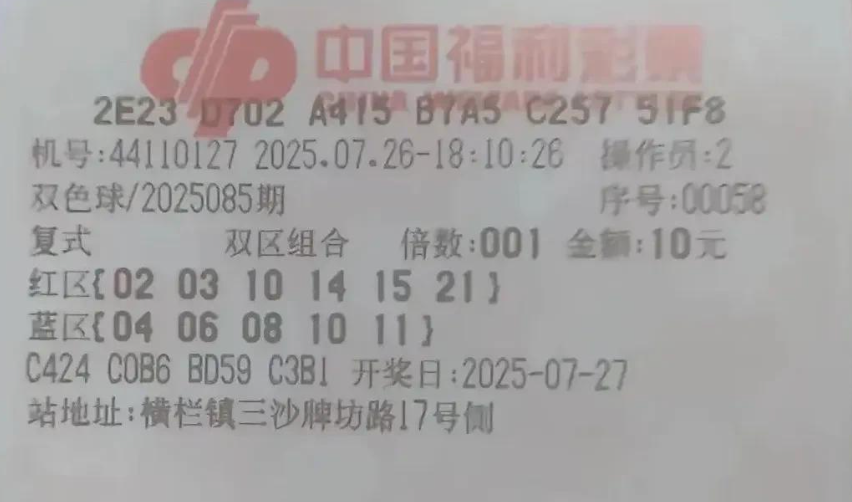 中国福利彩票
CHINA WELFARE LOTTERY
2E23 D702 A415 B7A5 C257 51F8
机号:44110127 2025.07.26-18:10:26 操作员:2
双色球/2025085期 序号:00058
复式 双区组合 倍数:001 金额:10元
红区{02 03 10 14 15 21}
蓝区{04 06 08 10 11}
C424 C0B6 BD59 C3B1 开奖日:2025-07-27
站地址:横栏镇三沙牌坊路17号侧